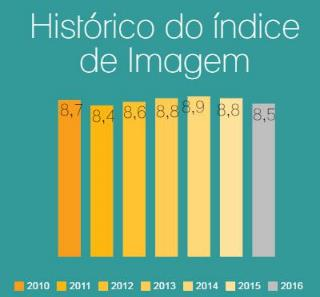 Histórico do índice
de Imagem
8,7 8,4 8,6 8,8 8,9 8,8 8,5
2010 2011 2012 2013 2014 2015 2016